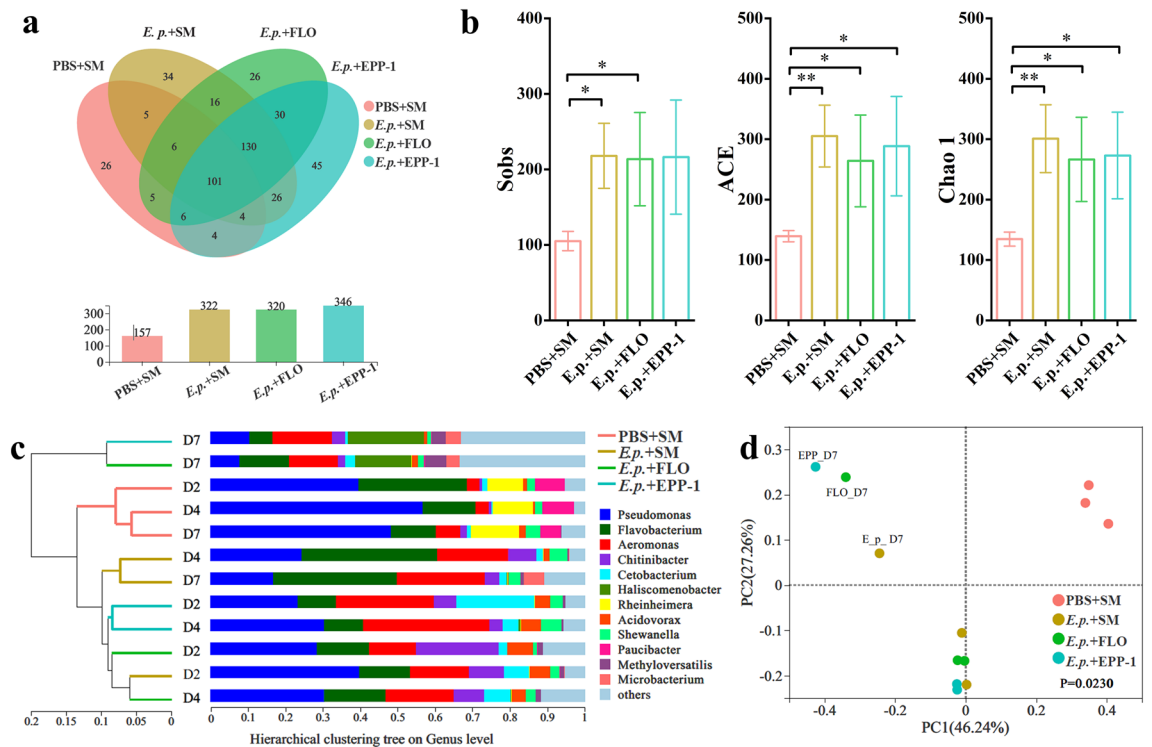 a
E. p.+SM
E.p.+FLO
PBS+SM
E.p.+EPP-1
34
26
16
30
5
6
130
26
45
101
5
26
6
4
4
PBS+SM
E.p.+SM
E.p.+FLO
E.p.+EPP-1
300
200
100
0
157
322
320
346
PBS+SM
E.p.+SM
E.p.+FLO
E.p.+EPP-1
b
Sobs
400
300
200
100
0
*
*
PBS+SM
E.p.+SM
E.p.+FLO
E.p.+EPP-1
ACE
500
400
300
200
100
0
*
*
**
PBS+SM
E.p.+SM
E.p.+FLO
E.p.+EPP-1
Chao 1
500
400
300
200
100
0
*
*
**
PBS+SM
E.p.+SM
E.p.+FLO
E.p.+EPP-1
c
D7
D7
D2
D4
D7
D4
D7
D2
D4
D2
D2
D4
0.2
0.15
0.1
0.05
0
0
0.1
0.2
0.3
0.4
0.5
0.6
0.7
0.8
0.9
1
Hierarchical clustering tree on Genus level
PBS+SM
E.p.+SM
E.p.+FLO
E.p.+EPP-1
Pseudomonas
Flavobacterium
Aeromonas
Chitinibacter
Cetobacterium
Haliscomenobacter
Rheinheimera
Acidovorax
Shewanella
Paucibacter
Methyloversatilis
Microbacterium
others
d
PC2(27.26%)
0.3
0.2
0.1
0
-0.1
-0.2
EPP_D7
FLO_D7
E_p_ D7
PBS+SM
E.p.+SM
E.p.+FLO
E.p.+EPP-1
P=0.0230
-0.4
-0.2
0
0.2
0.4
PC1(46.24%)